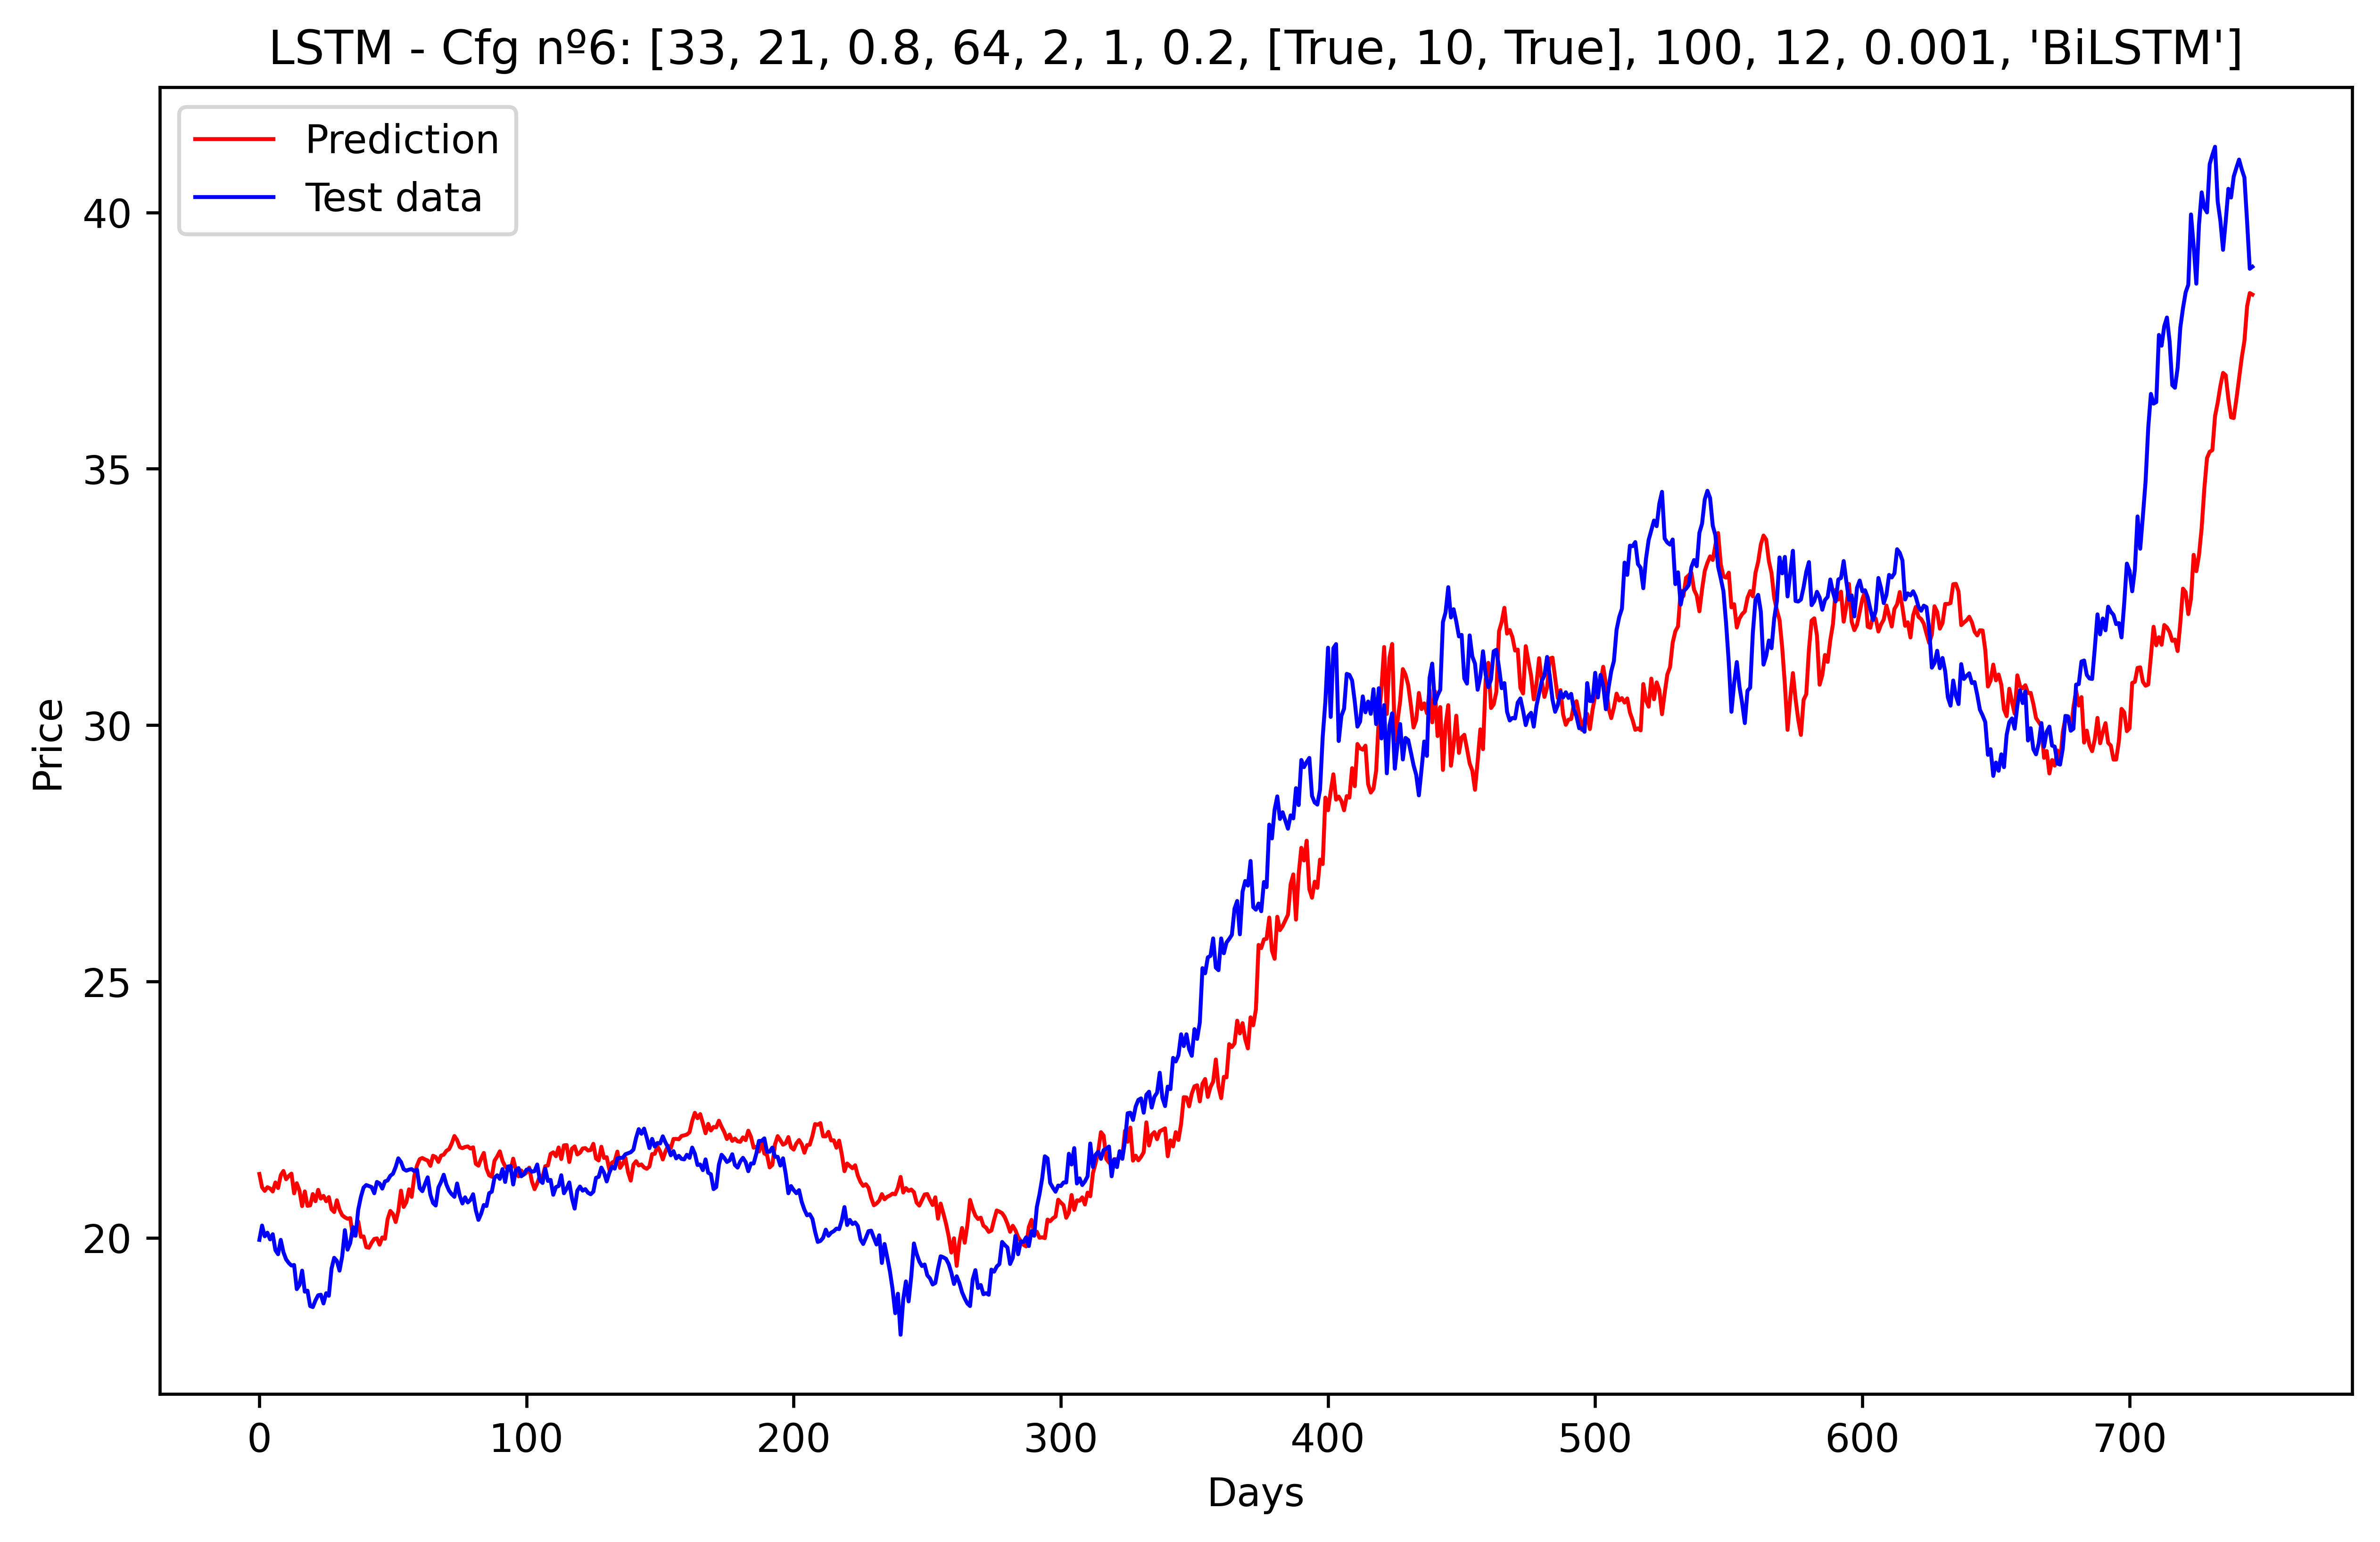 LSTM - Cfg nº6: [33, 21, 0.8, 64, 2, 1, 0.2, [True, 10, True], 100, 12, 0.001, 'BiLSTM']
Prediction
Test data
40
35
30
25
20
Price
0 100 200 300 400 500 600 700
Days